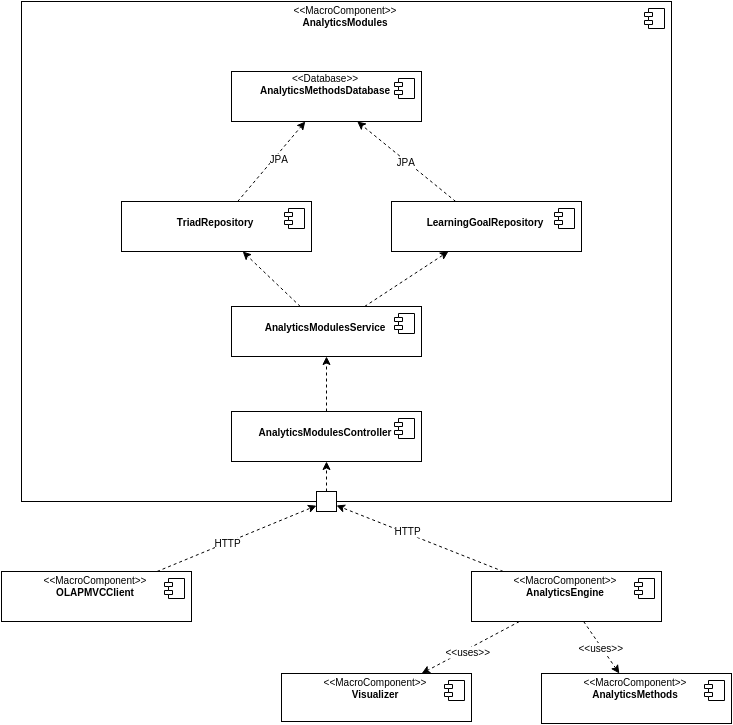 <<MacroComponent>>
AnalyticsModules
<<Database>>
AnalyticsMethodsDatabase
JPA
JPA
TriadRepository
LearningGoalRepository
AnalyticsModulesService
AnalyticsModulesController
HTTP
HTTP
<<MacroComponent>>
OLAPMVCClient
<<MacroComponent>>
AnalyticsEngine
<<uses>>
<<uses>>
<<MacroComponent>>
Visualizer
<<MacroComponent>>
AnalyticsMethods